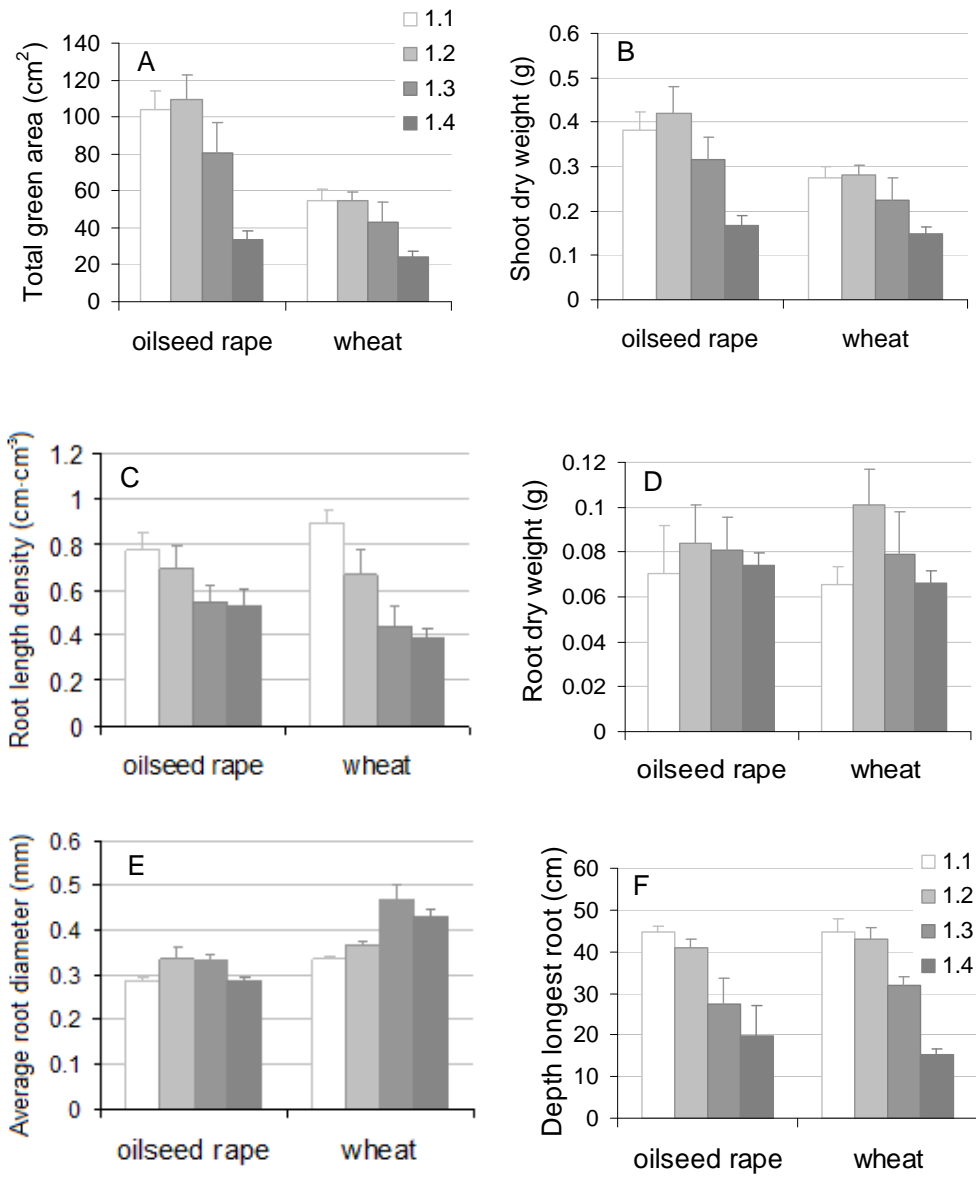 Total green area (cm²)
140
120
100
80
60
40
20
0
A
1.1
1.2
1.3
1.4
oilseed rape wheat
Shoot dry weight (g)
0.6
0.5
0.4
0.3
0.2
0.1
0
B
oilseed rape wheat
Root length density (cm·cm⁻³)
1.2
1
0.8
0.6
0.4
0.2
0
C
oilseed rape wheat
Root dry weight (g)
0.12
0.1
0.08
0.06
0.04
0.02
0
D
oilseed rape wheat
Average root diameter (mm)
0.6
0.5
0.4
0.3
0.2
0.1
0
E
oilseed rape wheat
Depth longest root (cm)
60
50
40
30
20
10
0
F
1.1
1.2
1.3
1.4
oilseed rape wheat